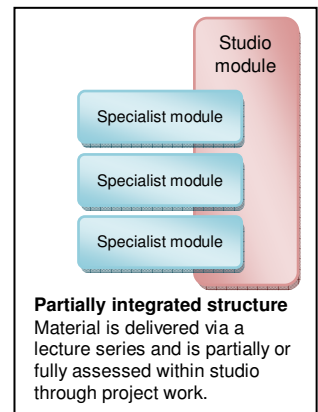 Studio
module
Specialist module
Specialist module
Specialist module
Partially integrated structure
Material is delivered via a
lecture series and is partially or
fully assessed within studio
through project work.